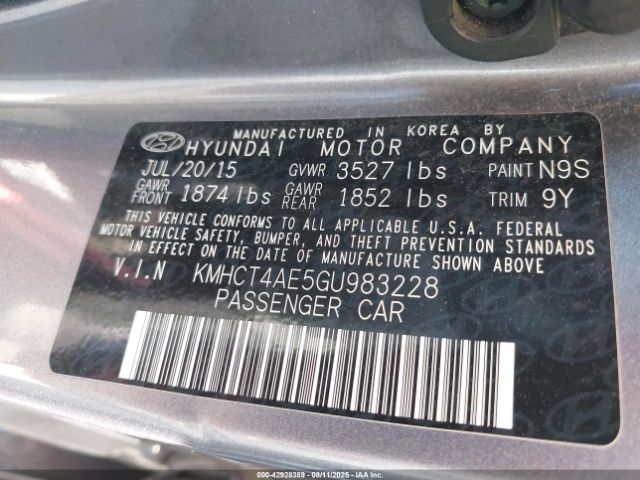 MANUFACTURED IN KOREA BY
HYUNDAI MOTOR COMPANY
JUL/20/15 GVWR 3527 lbs PAINT N9S
GAWR FRONT 1874 lbs GAWR REAR 1852 lbs TRIM 9Y
THIS VEHICLE CONFORMS TO ALL APPLICABLE U.S.A. FEDERAL
MOTOR VEHICLE SAFETY, BUMPER, AND THEFT PREVENTION STANDARDS
IN EFFECT ON THE DATE OF MANUFACTURE SHOWN ABOVE
V.I.N KMHCT4AE5GU983228
PASSENGER CAR
000-42928389 08/11/2025 IAA Inc.